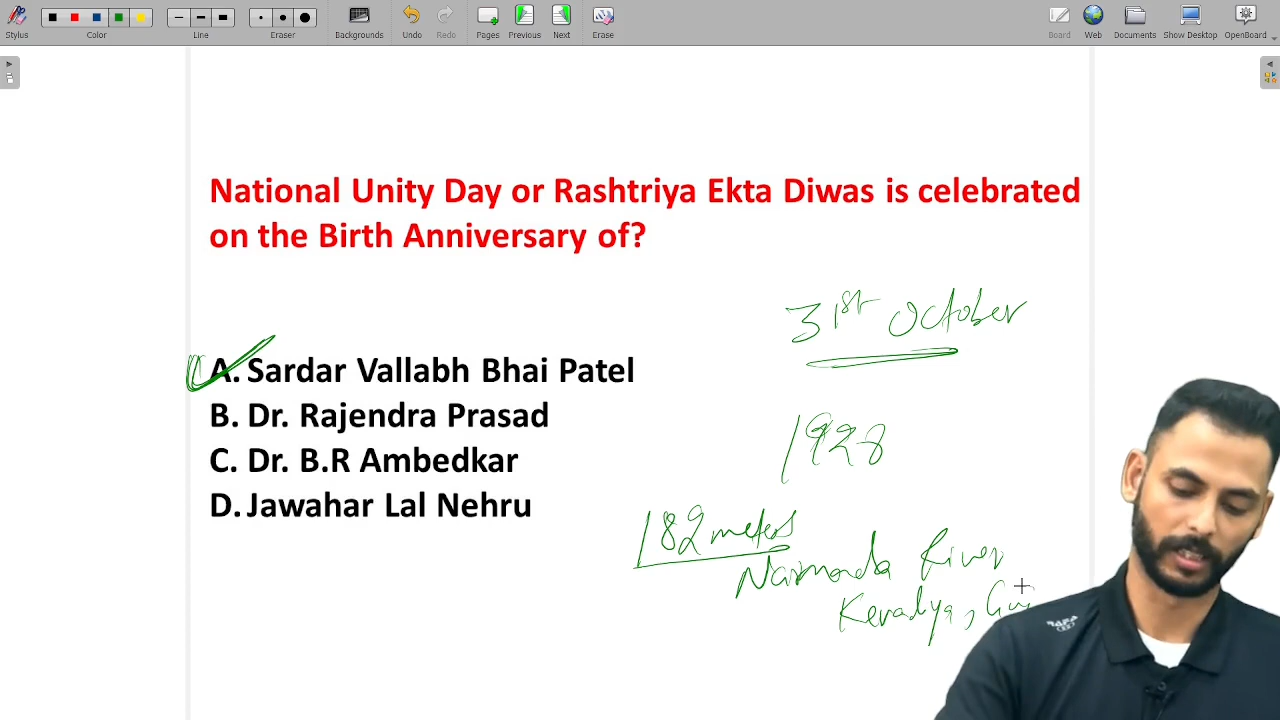 Stylus
Color
Line
Eraser
Backgrounds
Undo
Redo
Pages
Previous
Next
Erase
Board
Web
Documents
Show Desktop
OpenBoard
National Unity Day or Rashtriya Ekta Diwas is celebrated
on the Birth Anniversary of?
31st October
A. Sardar Vallabh Bhai Patel
B. Dr. Rajendra Prasad
1928
C. Dr. B.R Ambedkar
D. Jawahar Lal Nehru
182 meters
Narmada River
Kevadya,